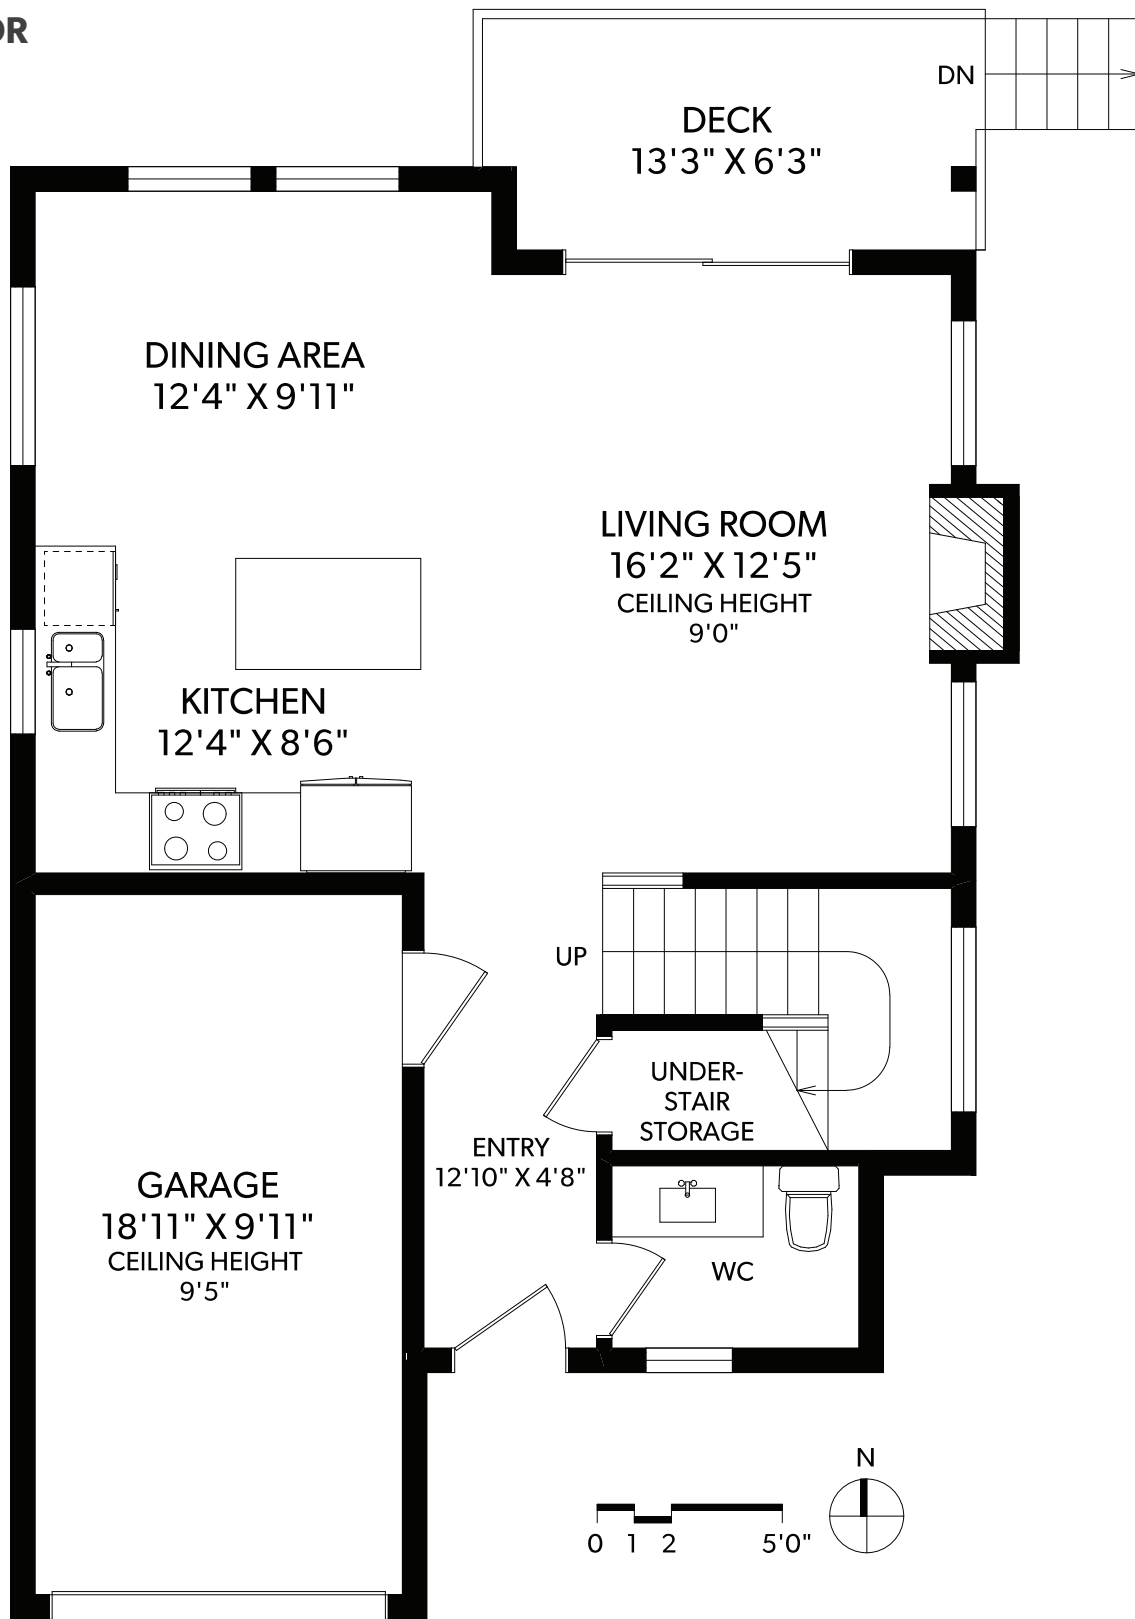 OR
DN
DECK
13'3" X 6'3"
DINING AREA
12'4" X 9'11"
LIVING ROOM
16'2" X 12'5"
CEILING HEIGHT
9'0"
KITCHEN
12'4" X 8'6"
UP
UNDER-
STAIR
STORAGE
ENTRY
12'10" X 4'8"
GARAGE
18'11" X 9'11"
CEILING HEIGHT
9'5"
WC
N
0 1 2 5'0"